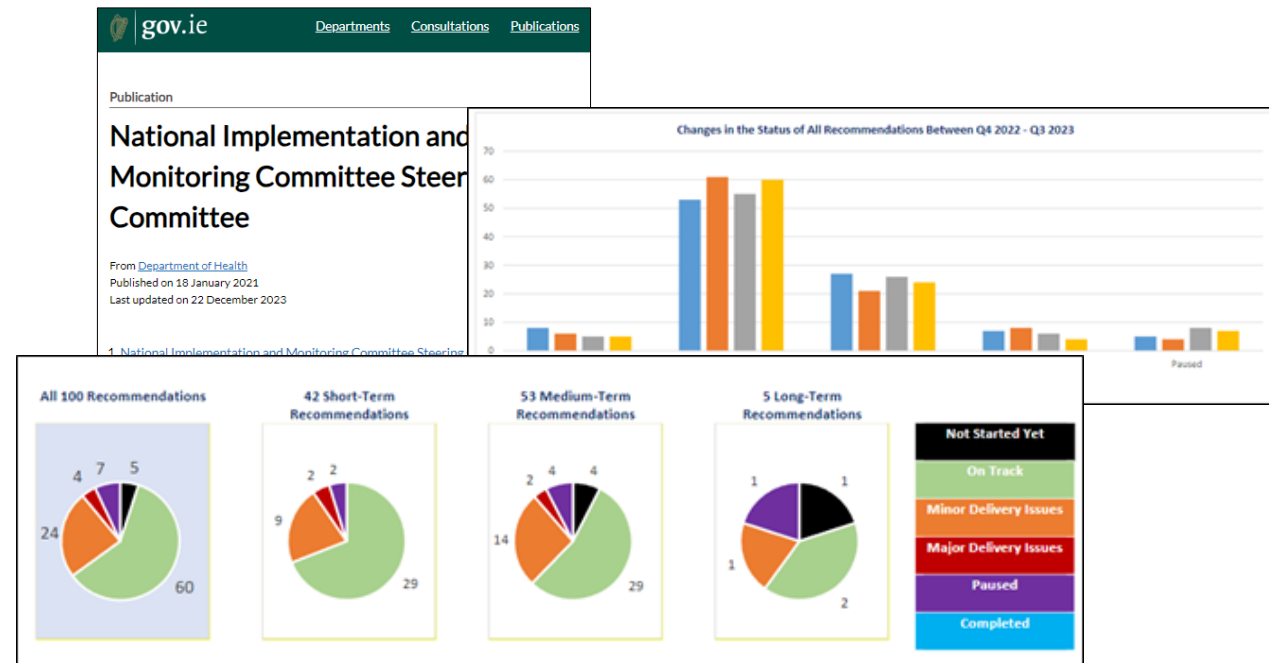 gov.ie
Departments Consultations Publications
Publication
National Implementation and
Monitoring Committee Steer
Committee
From Department of Health
Published on 18 January 2021
Last updated on 22 December 2023
1. National Implementation and Monitoring Committee Steering
Changes in the Status of All Recommendations Between Q4 2022 - Q3 2023
70
60
50
40
30
20
10
0
Paused
All 100 Recommendations
4 7 5
24
60
42 Short-Term
Recommendations
2 2
9
29
53 Medium-Term
Recommendations
2 4 4
14
29
5 Long-Term
Recommendations
1 1
1
2
Not Started Yet
On Track
Minor Delivery Issues
Major Delivery Issues
Paused
Completed